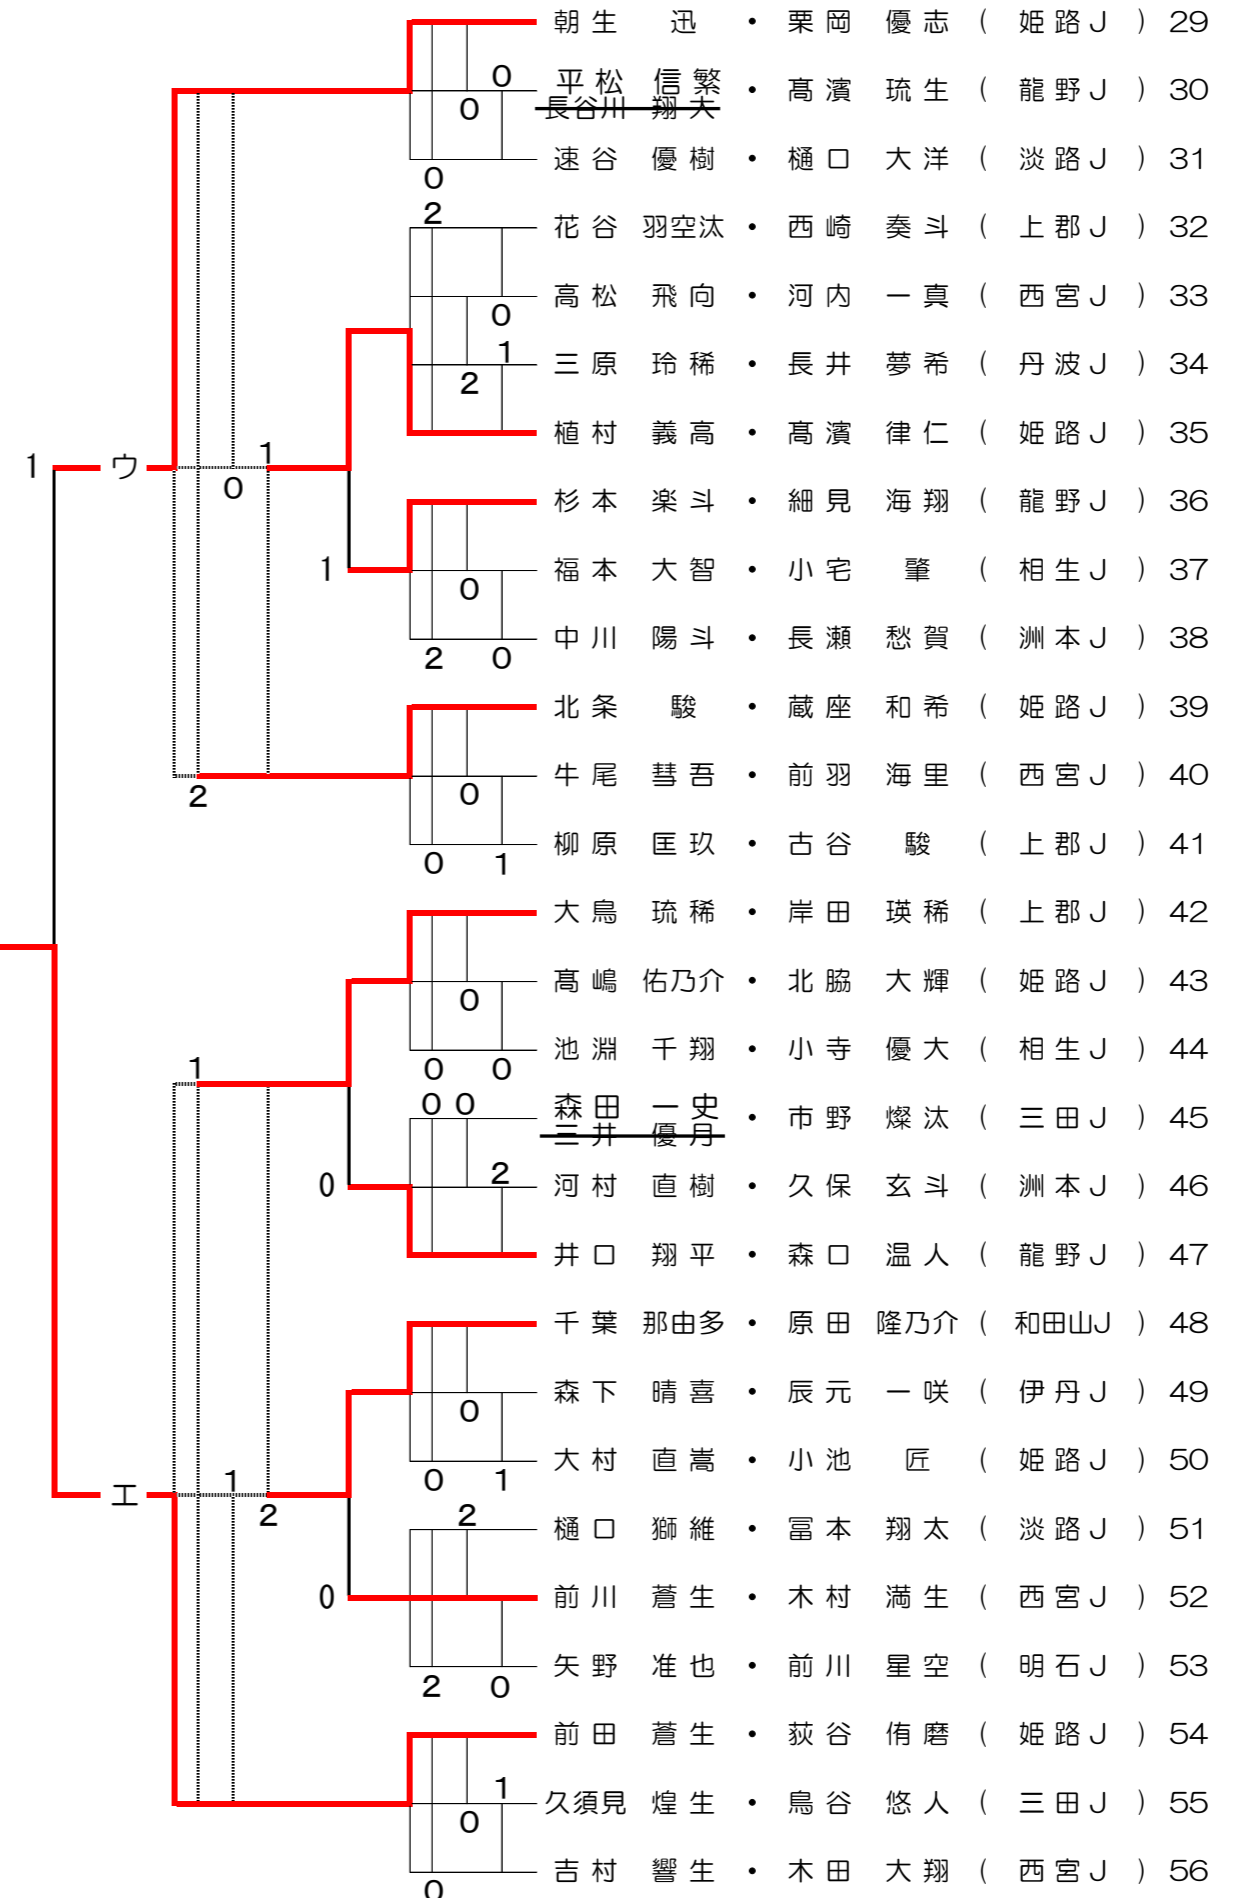 朝生 迅 ・ 栗岡 優志 ( 姫路J ) 29
0
平松 信繁 ・ 髙濱 琉生 ( 龍野J ) 30
長谷川 翔大
0
速谷 優樹 ・ 樋口 大洋 ( 淡路J ) 31
0
2
花谷 羽空汰 ・ 西崎 奏斗 ( 上郡J ) 32
高松 飛向 ・ 河内 一真 ( 西宮J ) 33
0
1
三原 玲稀 ・ 長井 夢希 ( 丹波J ) 34
2
植村 義高 ・ 髙濱 律仁 ( 姫路J ) 35
1 ウ 1
0
杉本 楽斗 ・ 細見 海翔 ( 龍野J ) 36
1 福本 大智 ・ 小宅 肇 ( 相生J ) 37
0
中川 陽斗 ・ 長瀬 愁賀 ( 洲本J ) 38
2 0
北条 駿 ・ 蔵座 和希 ( 姫路J ) 39
牛尾 彗吾 ・ 前羽 海里 ( 西宮J ) 40
2 0
柳原 匡玖 ・ 古谷 駿 ( 上郡J ) 41
0 1
大鳥 琉稀 ・ 岸田 瑛稀 ( 上郡J ) 42
髙嶋 佑乃介 ・ 北脇 大輝 ( 姫路J ) 43
0
池淵 千翔 ・ 小寺 優大 ( 相生J ) 44
1 0 0
0 0
森田 一史 ・ 市野 燦汰 ( 三田J ) 45
三井 優月
2
0 河村 直樹 ・ 久保 玄斗 ( 洲本J ) 46
井口 翔平 ・ 森口 温人 ( 龍野J ) 47
千葉 那由多 ・ 原田 隆乃介 ( 和田山J ) 48
森下 晴喜 ・ 辰元 一咲 ( 伊丹J ) 49
0
大村 直嵩 ・ 小池 匠 ( 姫路J ) 50
0 1
エ 1
2 2
樋口 獅維 ・ 冨本 翔太 ( 淡路J ) 51
0 前川 蒼生 ・ 木村 満生 ( 西宮J ) 52
矢野 准也 ・ 前川 星空 ( 明石J ) 53
2 0
前田 蒼生 ・ 荻谷 侑磨 ( 姫路J ) 54
1
久須見 煌生 ・ 鳥谷 悠人 ( 三田J ) 55
0
吉村 響生 ・ 木田 大翔 ( 西宮J ) 56
0